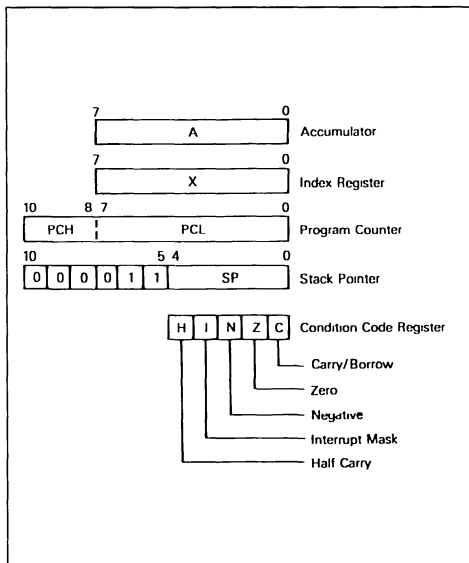 7 0
A Accumulator
7 0
X Index Register
10 8 7 0
PCH PCL Program Counter
10 5 4 0
0 0 0 0 1 1 SP Stack Pointer
H I N Z C Condition Code Register
Carry/Borrow
Zero
Negative
Interrupt Mask
Half Carry